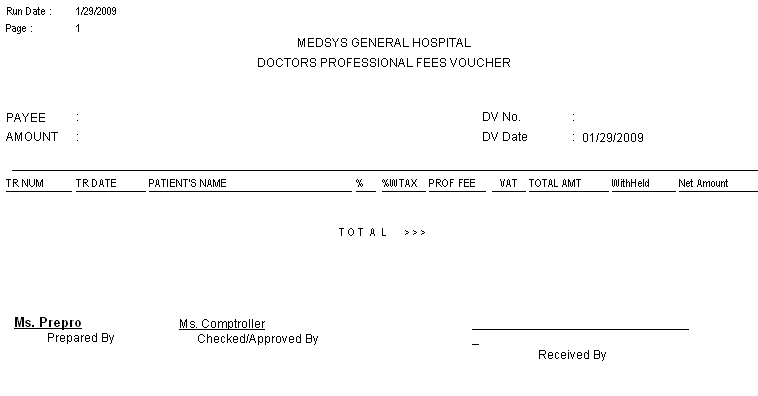 Run Date : 1/29/2009
Page : 1
MEDSYS GENERAL HOSPITAL
DOCTORS PROFESSIONAL FEES VOUCHER
PAYEE : DV No. :
AMOUNT : DV Date : 01/29/2009
TR NUM TR DATE PATIENT'S NAME % %WTAX PROF FEE VAT TOTAL AMT WithHeld Net Amount
T O T A L >>>
Ms. Prepro Ms. Comptroller
Prepared By Checked/Approved By
Received By